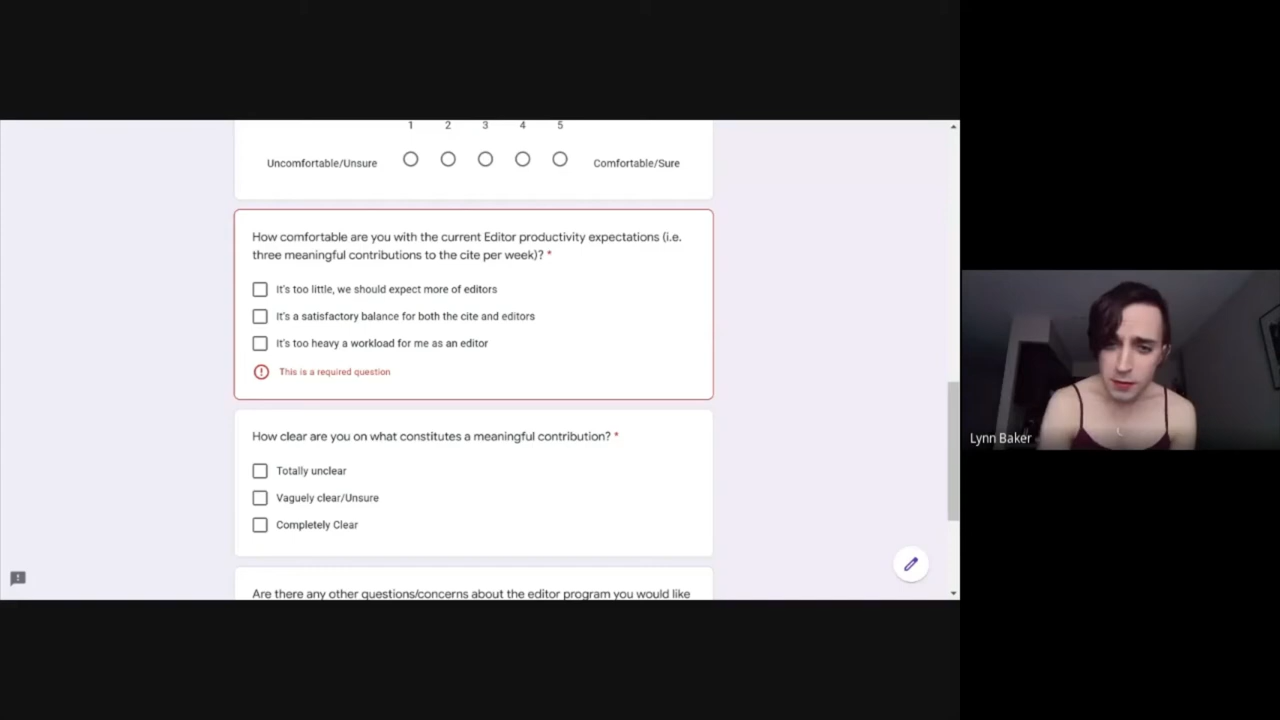 1 2 3 4 5
Uncomfortable/Unsure Comfortable/Sure
How comfortable are you with the current Editor productivity expectations (i.e.
three meaningful contributions to the cite per week)? *
It's too little, we should expect more of editors
It's a satisfactory balance for both the cite and editors
It's too heavy a workload for me as an editor
This is a required question
Lynn Baker
How clear are you on what constitutes a meaningful contribution? *
Totally unclear
Vaguely clear/Unsure
Completely Clear
Are there any other questions/concerns about the editor program you would like